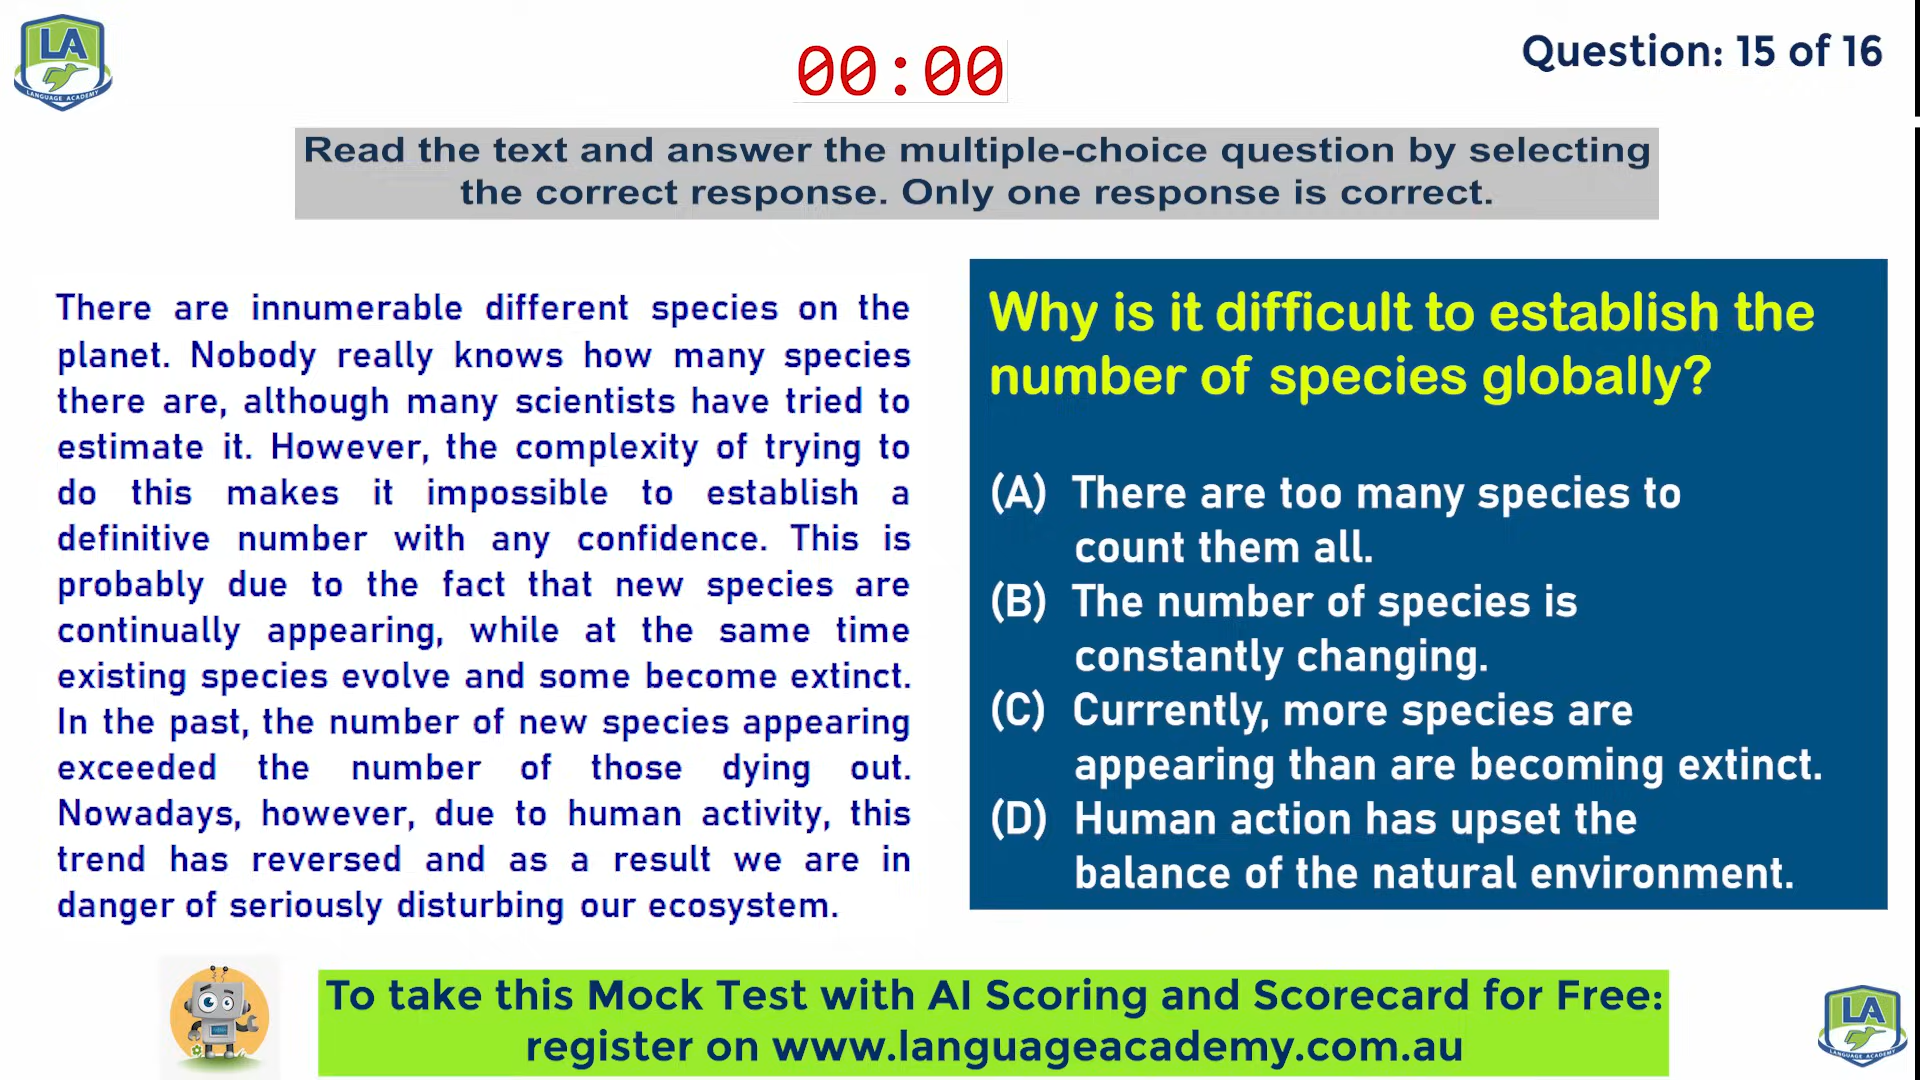 LA
LANGUAGE ACADEMY
00:00
Question: 15 of 16
Read the text and answer the multiple-choice question by selecting
the correct response. Only one response is correct.
There are innumerable different species on the
planet. Nobody really knows how many species
there are, although many scientists have tried to
estimate it. However, the complexity of trying to
do this makes it impossible to establish a
definitive number with any confidence. This is
probably due to the fact that new species are
continually appearing, while at the same time
existing species evolve and some become extinct.
In the past, the number of new species appearing
exceeded the number of those dying out.
Nowadays, however, due to human activity, this
trend has reversed and as a result we are in
danger of seriously disturbing our ecosystem.
Why is it difficult to establish the
number of species globally?
(A) There are too many species to
count them all.
(B) The number of species is
constantly changing.
(C) Currently, more species are
appearing than are becoming extinct.
(D) Human action has upset the
balance of the natural environment.
To take this Mock Test with AI Scoring and Scorecard for Free:
register on www.languageacademy.com.au
LA
LANGUAGE ACADEMY